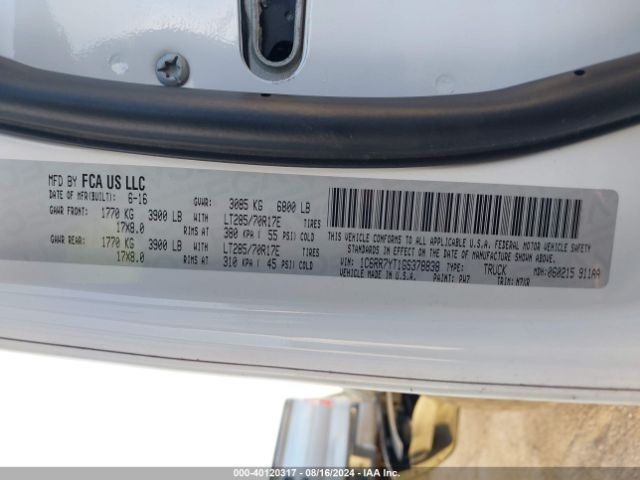 MFD BY FCA US LLC
DATE OF MFR(BUILT): 6-16 GVWR: 3085 KG 6800 LB
GAWR FRONT: 1770 KG 3900 LB WITH LT285/70R17E TIRES
17X8.0 RIMS AT 380 KPA ( 55 PSI) COLD
GAWR REAR: 1770 KG 3900 LB WITH LT285/70R17E TIRES
17X8.0 RIMS AT 310 KPA ( 45 PSI) COLD
THIS VEHICLE CONFORMS TO ALL APPLICABLE U.S.A. FEDERAL MOTOR VEHICLE SAFETY
STANDARDS IN EFFECT ON THE DATE OF MANUFACTURE SHOWN ABOVE.
VIN: 1C6RR7YT1GS378838 TYPE: TRUCK MDH: 060215 911AA
VEHICLE MADE IN U.S.A. PAINT: PW7 TRIM:
000-40120317 - 08/16/2024 - IAA Inc.